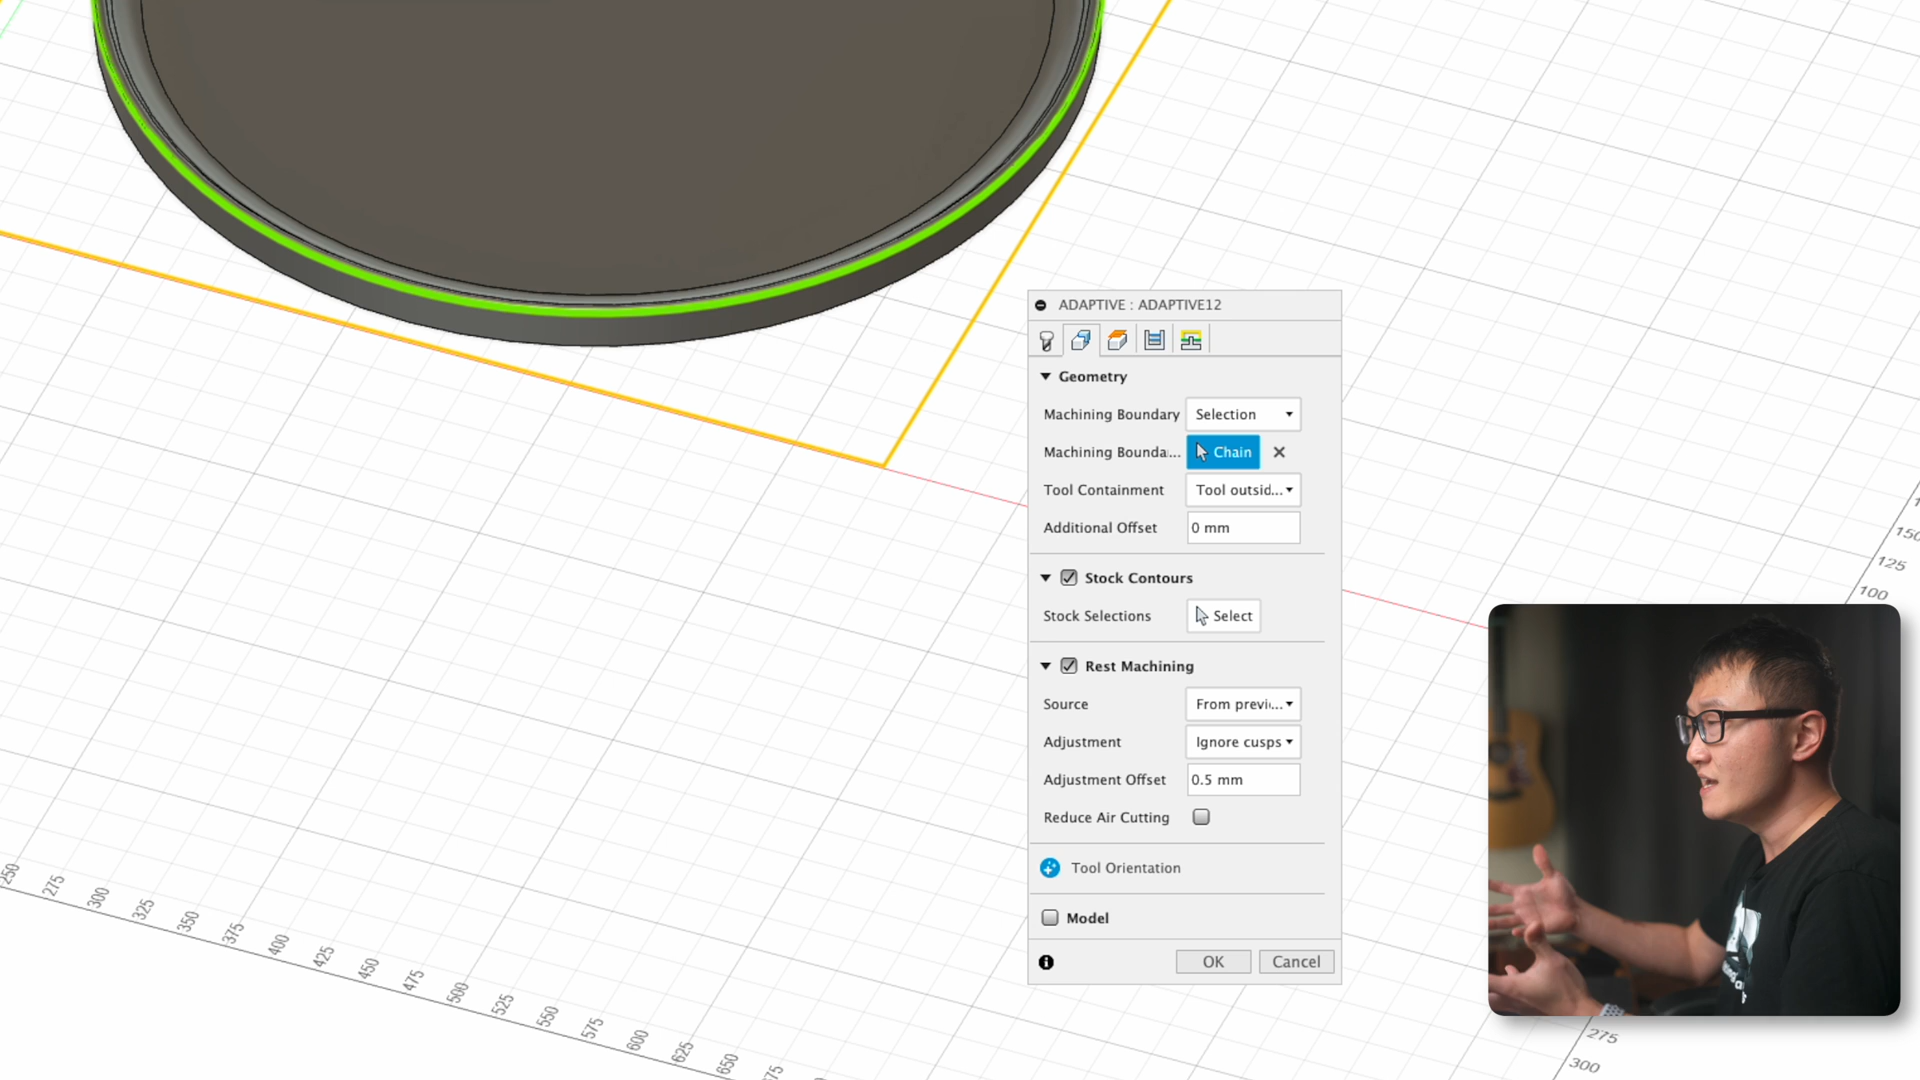 ADAPTIVE : ADAPTIVE12
Geometry
Machining Boundary Selection
Machining Bounda... Chain
Tool Containment Tool outsid...
Additional Offset 0 mm
Stock Contours
Stock Selections Select
Rest Machining
Source From previ...
Adjustment Ignore cusps
Adjustment Offset 0.5 mm
Reduce Air Cutting
Tool Orientation
Model
OK Cancel
150
125
100
250
275
300
325
350
375
400
425
450
475
500
525
550
575
600
625
650
275
300